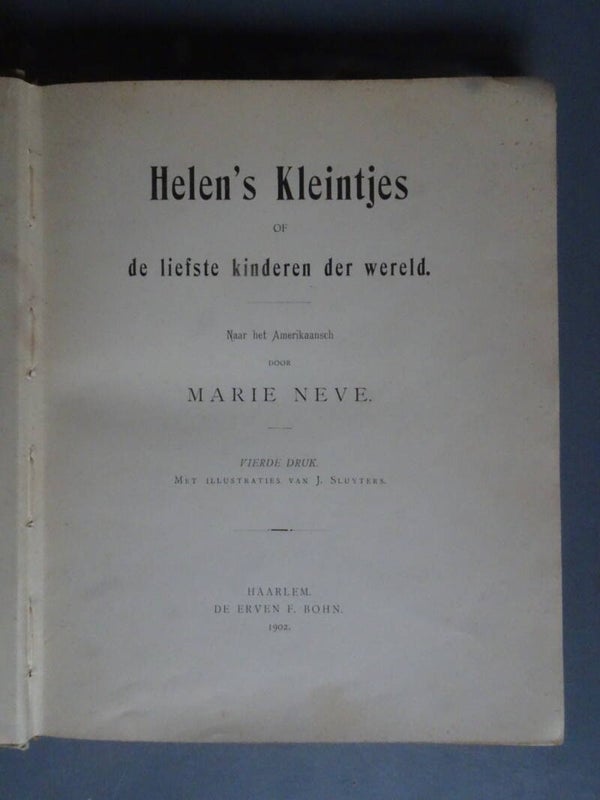 Helen's Kleintjes
OF
de liefste kinderen der wereld.
Naar het Amerikaansch
DOOR
MARIE NEVE.
VIERDE DRUK.
MET ILLUSTRATIES VAN J. SLUYTERS.
HAARLEM.
DE ERVEN F. BOHN.
1902.